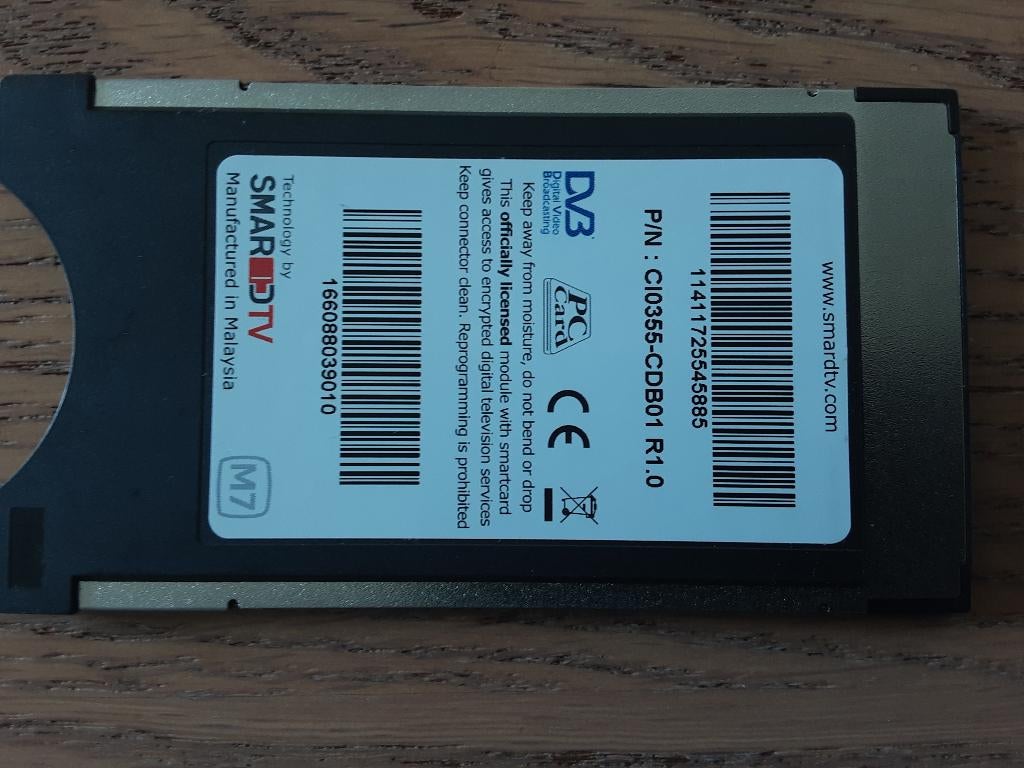 www.smardtv.com
11411725545885
P/N : CI0355-CDB01 R1.0
DVB
Digital Video
Broadcasting
PC
Card
CE
Keep away from moisture, do not bend or drop
This officially licensed module with smartcard
gives access to encrypted digital television services
Keep connector clean. Reprogramming is prohibited
16608803901​0
Technology by
SMARDTV
Manufactured in Malaysia
M7